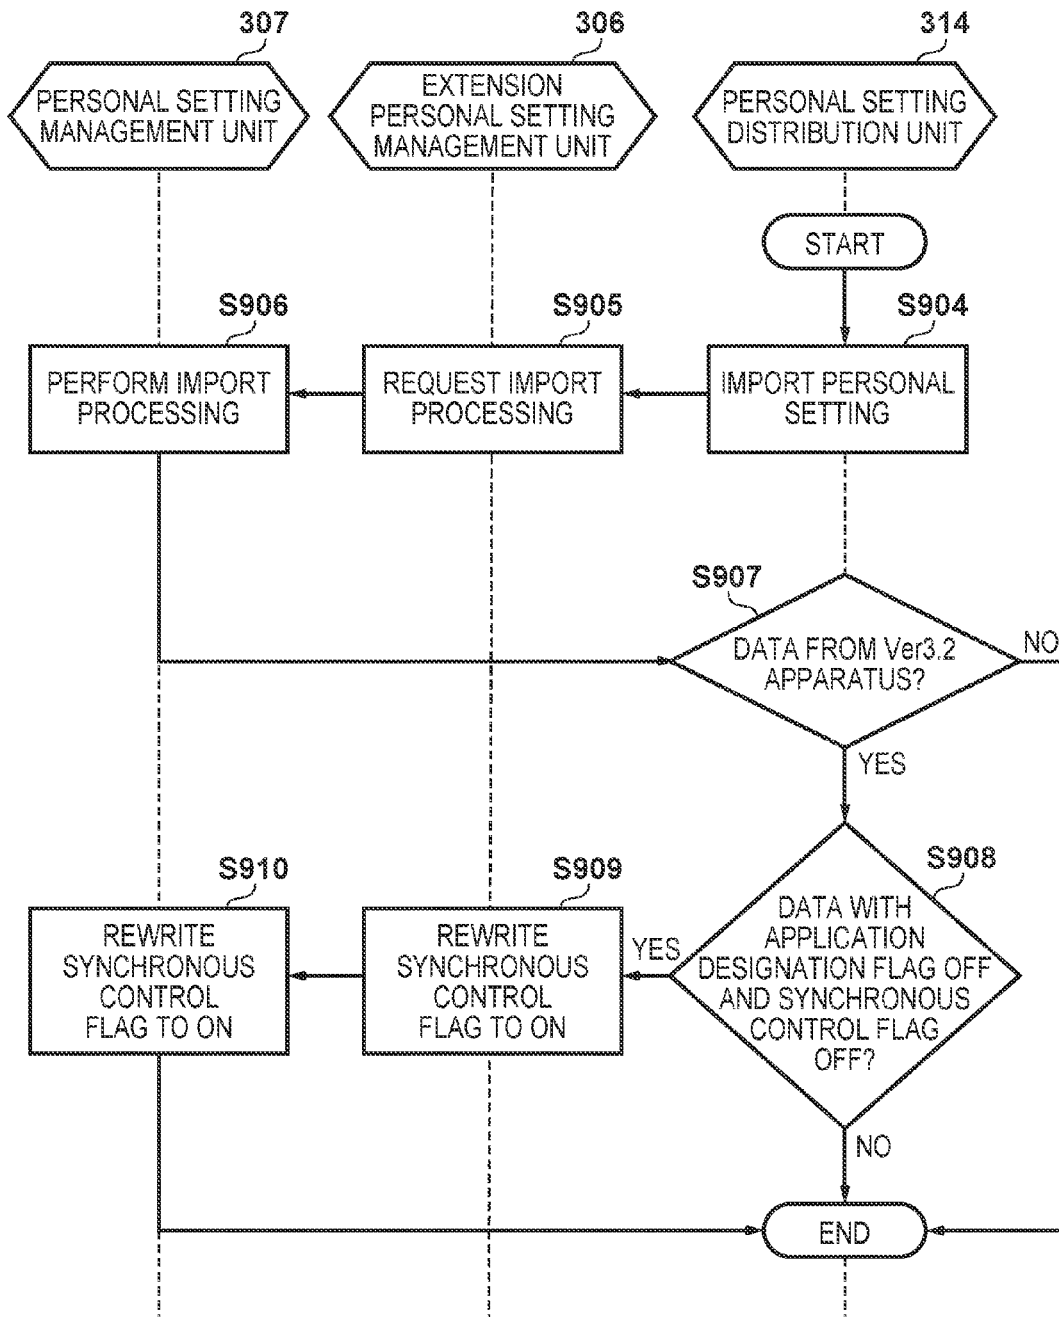 307
306
314
PERSONAL SETTING
MANAGEMENT UNIT
EXTENSION
PERSONAL SETTING
MANAGEMENT UNIT
PERSONAL SETTING
DISTRIBUTION UNIT
START
S906
S905
S904
PERFORM IMPORT
PROCESSING
REQUEST IMPORT
PROCESSING
IMPORT PERSONAL
SETTING
S907
DATA FROM Ver3.2
APPARATUS?
NO
YES
S910
S909
S908
REWRITE
SYNCHRONOUS
CONTROL
FLAG TO ON
REWRITE
SYNCHRONOUS
CONTROL
FLAG TO ON
YES
DATA WITH
APPLICATION
DESIGNATION FLAG OFF
AND SYNCHRONOUS
CONTROL FLAG
OFF?
NO
END